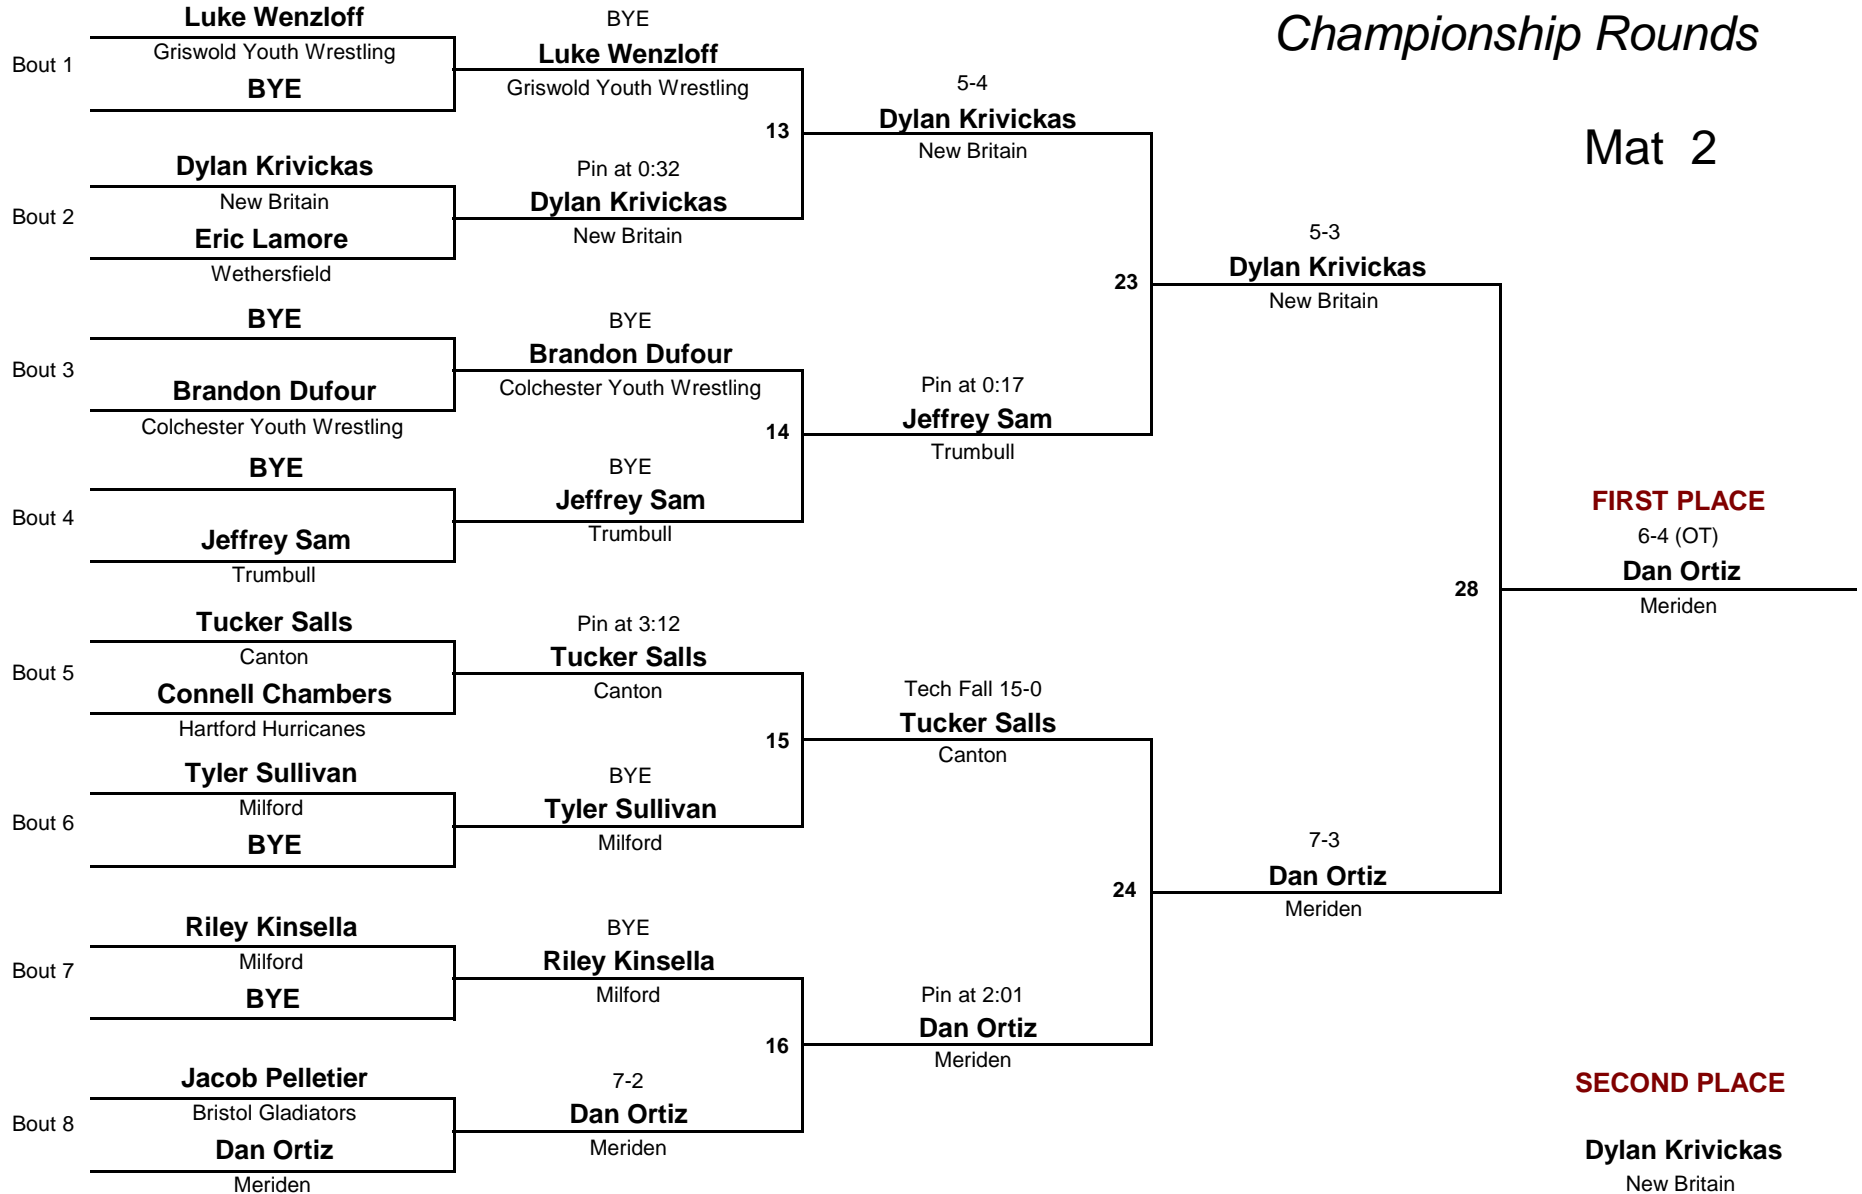 Championship Rounds
Mat 2
Bout 1
Luke Wenzloff
Griswold Youth Wrestling
BYE
Bout 2
Dylan Krivickas
New Britain
Eric Lamore
Wethersfield
Bout 3
BYE
Brandon Dufour
Colchester Youth Wrestling
Bout 4
BYE
Jeffrey Sam
Trumbull
Bout 5
Tucker Salls
Canton
Connell Chambers
Hartford Hurricanes
Bout 6
Tyler Sullivan
Milford
BYE
Bout 7
Riley Kinsella
Milford
BYE
Bout 8
Jacob Pelletier
Bristol Gladiators
Dan Ortiz
Meriden
BYE
Luke Wenzloff
Griswold Youth Wrestling
13
Pin at 0:32
Dylan Krivickas
New Britain
BYE
Brandon Dufour
Colchester Youth Wrestling
14
BYE
Jeffrey Sam
Trumbull
Pin at 3:12
Tucker Salls
Canton
15
BYE
Tyler Sullivan
Milford
BYE
Riley Kinsella
Milford
16
7-2
Dan Ortiz
Meriden
5-4
Dylan Krivickas
New Britain
23
Pin at 0:17
Jeffrey Sam
Trumbull
Tech Fall 15-0
Tucker Salls
Canton
24
Pin at 2:01
Dan Ortiz
Meriden
5-3
Dylan Krivickas
New Britain
28
7-3
Dan Ortiz
Meriden
FIRST PLACE
6-4 (OT)
Dan Ortiz
Meriden
SECOND PLACE
Dylan Krivickas
New Britain